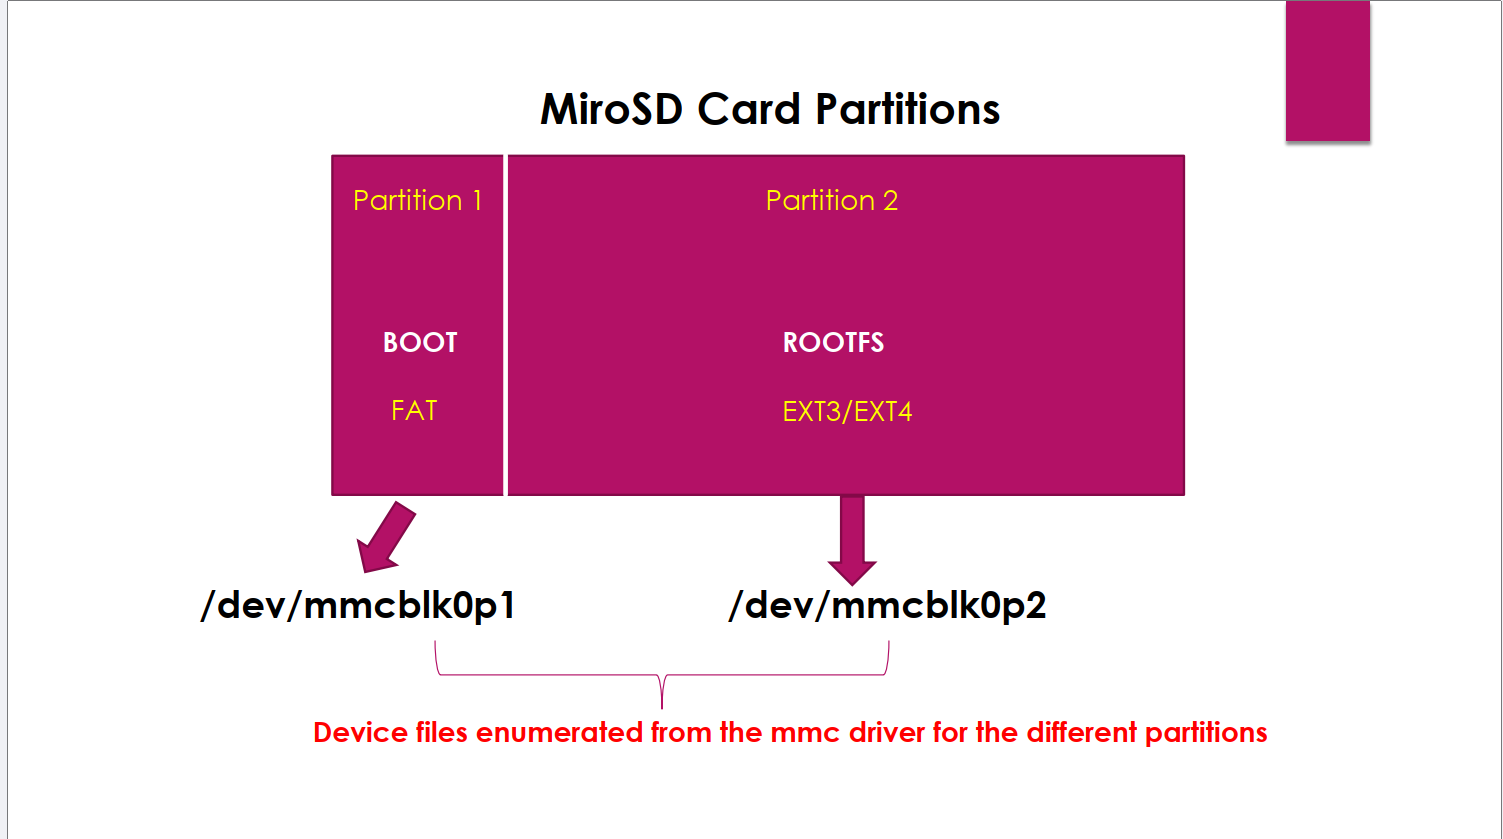 MiroSD Card Partitions
Partition 1
Partition 2
BOOT
ROOTFS
FAT
EXT3/EXT4
/dev/mmcblk0p1
/dev/mmcblk0p2
Device files enumerated from the mmc driver for the different partitions